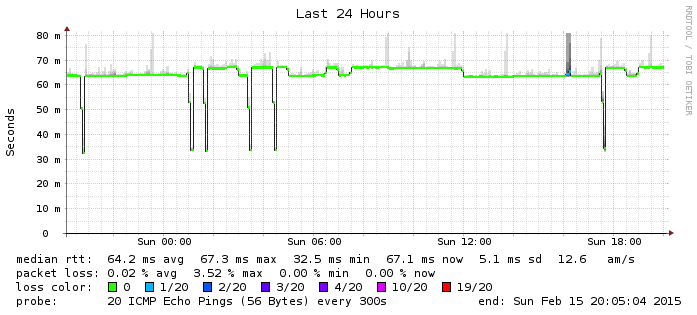 Last 24 Hours
RRDTOOL / TOBI OETIKER
Seconds
80 m
70 m
60 m
50 m
40 m
30 m
20 m
10 m
0
Sun 00:00 Sun 06:00 Sun 12:00 Sun 18:00
median rtt: 64.2 ms avg 67.3 ms max 32.5 ms min 67.1 ms now 5.1 ms sd 12.6 am/s
packet loss: 0.02 % avg 3.52 % max 0.00 % min 0.00 % now
loss color: 0 1/20 2/20 3/20 4/20 10/20 19/20
probe: 20 ICMP Echo Pings (56 Bytes) every 300s end: Sun Feb 15 20:05:04 2015